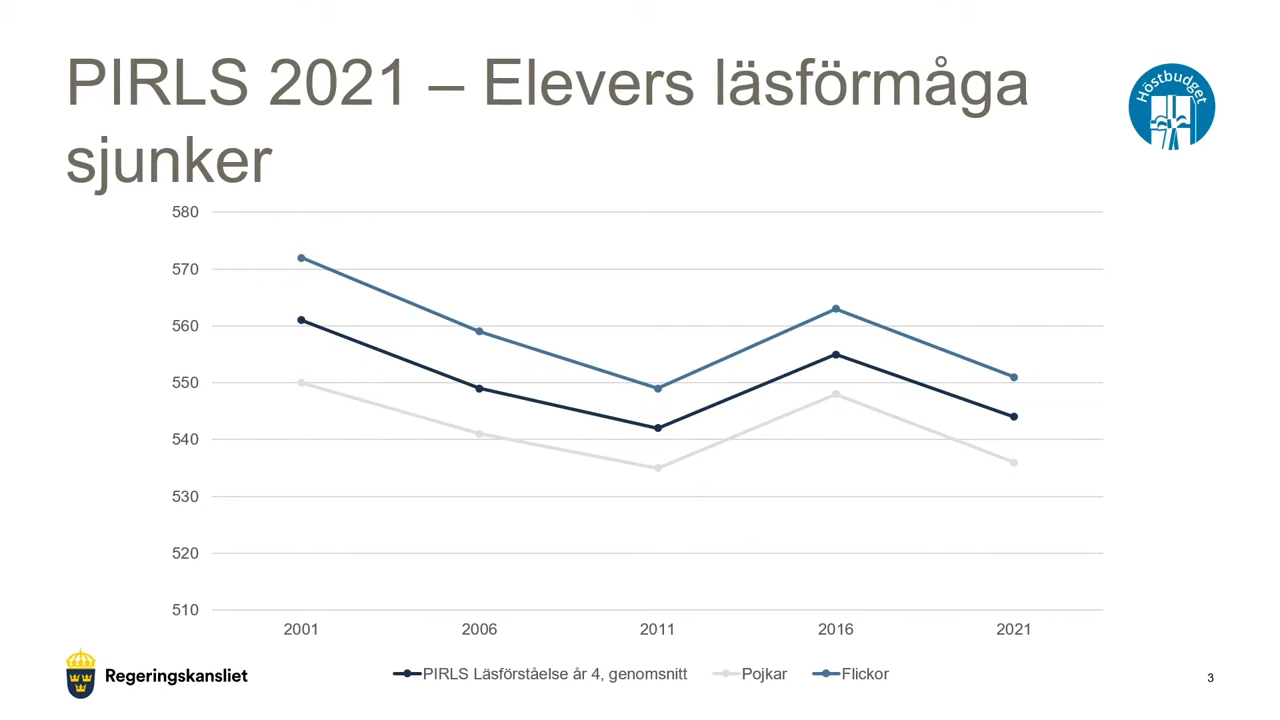 PIRLS 2021 – Elevers läsförmåga
sjunker
Höstbudget
580
570
560
550
540
530
520
510
2001 2006 2011 2016 2021
PIRLS Läsförståelse år 4, genomsnitt Pojkar Flickor
Regeringskansliet
3